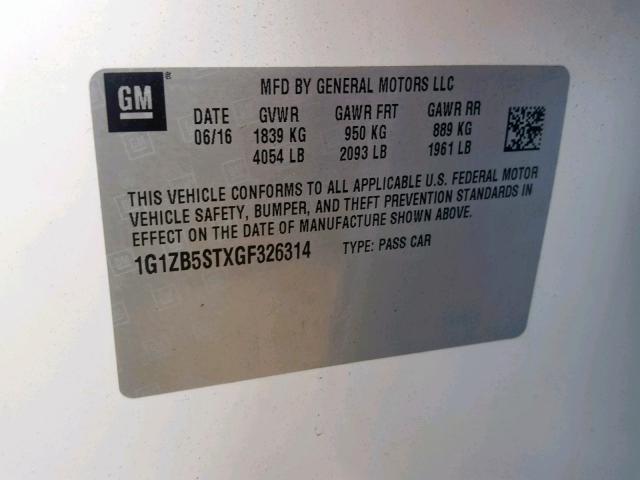 GM ®
MFD BY GENERAL MOTORS LLC
DATE GVWR GAWR FRT GAWR RR
06/16 1839 KG 950 KG 889 KG
4054 LB 2093 LB 1961 LB
THIS VEHICLE CONFORMS TO ALL APPLICABLE U.S. FEDERAL MOTOR
VEHICLE SAFETY, BUMPER, AND THEFT PREVENTION STANDARDS IN
EFFECT ON THE DATE OF MANUFACTURE SHOWN ABOVE.
1G1ZB5STXGF326314 TYPE: PASS CAR